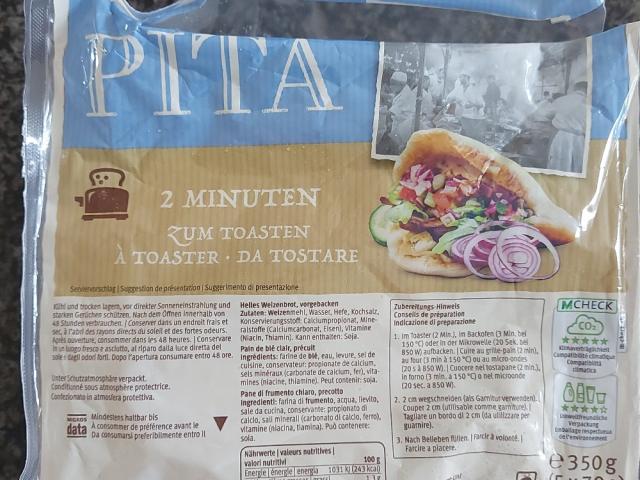 PITA
2 MINUTEN
ZUM TOASTEN
À TOASTER · DA TOSTARE
Serviervorschlag | Suggestion de présentation | Suggerimento di presentazione
Kühl und trocken lagern, vor direkter Sonneneinstrahlung und
starken Gerüchen schützen. Nach dem Öffnen innerhalb von
48 Stunden verbrauchen. / Conserver dans un endroit frais et
sec, à l'abri des rayons directs du soleil et des fortes odeurs.
Après ouverture, consommer dans les 48 heures. | Conservare
in un luogo fresco e asciutto, al riparo dalla luce diretta del
sole e dagli odori forti. Dopo l'apertura consumare entro 48 ore.
Unter Schutzatmosphäre verpackt.
Conditionné sous atmosphère protectrice.
Confezionato in atmosfera protettiva.
MIGROS
data
Mindestens haltbar bis
À consommer de préférence avant le
Da consumarsi preferibilmente entro il
Helles Weizenbrot, vorgebacken
Zutaten: Weizenmehl, Wasser, Hefe, Kochsalz,
Konservierungsstoff: Calciumpropionat, Mine-
ralstoffe (Calciumcarbonat, Eisen), Vitamine
(Niacin, Thiamin). Kann enthalten: Soja.
Pain de blé clair, précuit
Ingrédients: farine de blé, eau, levure, sel de
cuisine, conservateur: propionate de calcium,
sels minéraux (carbonate de calcium, fer), vita-
mines (niacine, thiamine). Peut contenir: soja.
Pane di frumento chiaro, precotto
Ingredienti: farina di frumento, acqua, lievito,
sale da cucina, conservante: propionato di
calcio, sali minerali (carbonato di calcio, ferro),
vitamine (niacina, tiamina). Può contenere:
soia.
Nährwerte | valeurs nutritives |
valori nutritivi 100 g
Energie | énergie | energia 1031 kJ (243 kcal)
Zubereitungs-Hinweis
Conseils de préparation
Indicazione di preparazione
1. Im Toaster (2 Min.), im Backofen (3 Min. bei
150 °C) oder in der Mikrowelle (20 Sek. bei
850 W) aufbacken. | Cuire au grille-pain (2 min),
au four (3 min à 150 °C) ou au micro-ondes
(20 s à 850 W). | Cuocere nel tostapane (2 min.),
in forno (3 min. a 150 °C) o nel microonde
(20 sec. a 850 W).
2. 2 cm wegschneiden (als Garnitur verwenden).
Couper 2 cm (utilisable comme garniture). |
Tagliare un bordo di 2 cm (da utilizzare per
guarnire).
3. Nach Belieben füllen. | Farcir à volonté. |
Farcire a piacere.
M CHECK
CO₂
Klimaverträglichkeit
Compatibilité climatique
Compatibilità
climatica
Umweltfreundliche
Verpackung
Emballage respectueux
de l'environnement
e 350 g